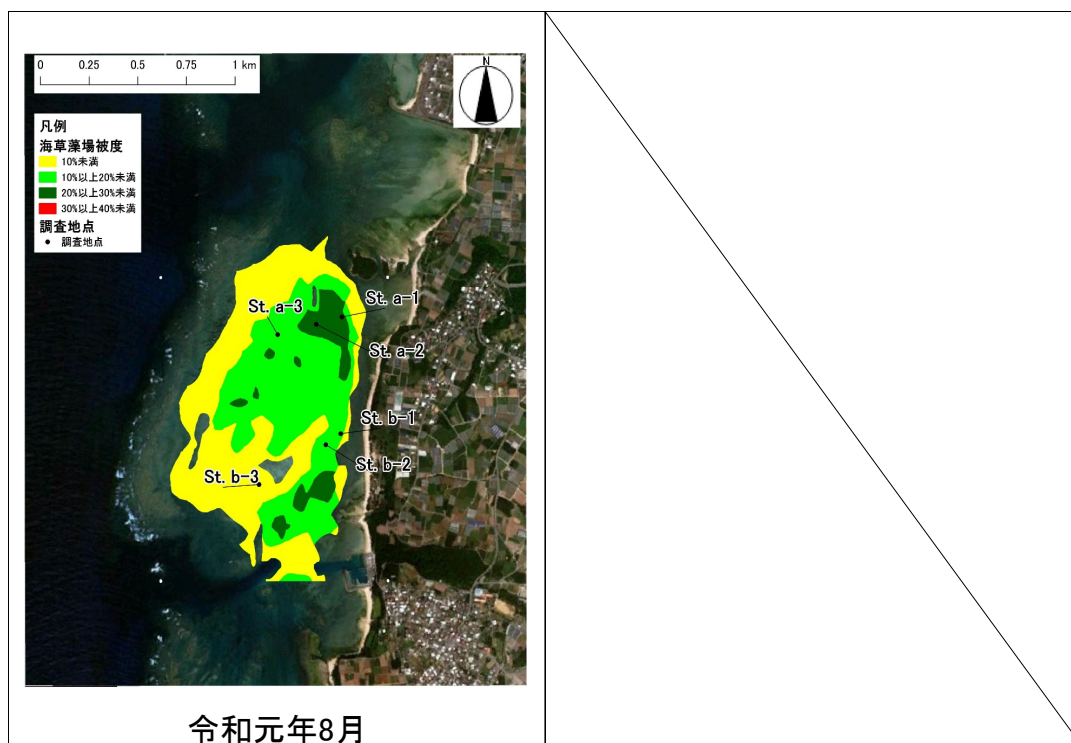 0 0.25 0.5 0.75 1 km
N
凡例
海草藻場被度
10%未満
10%以上20%未満
20%以上30%未満
30%以上40%未満
調査地点
調査地点
St. a-1
St. a-3
St. a-2
St. b-1
St. b-2
St. b-3
令和元年8月